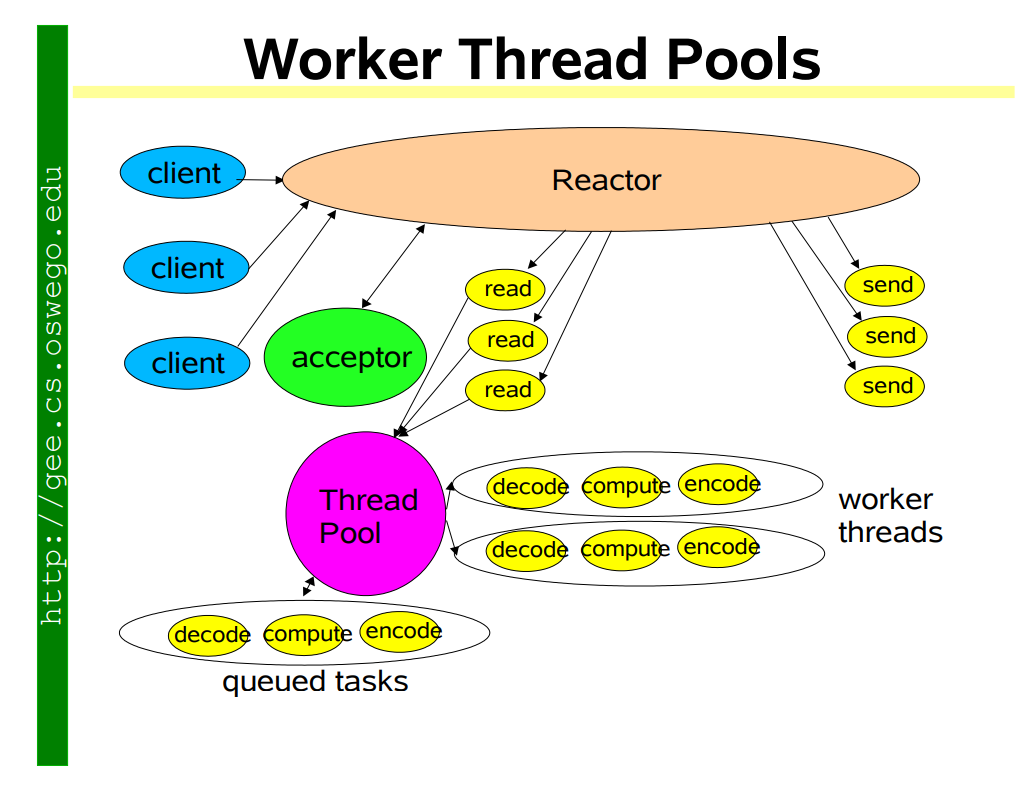 Worker Thread Pools
http://gee.cs.oswego.edu
client
Reactor
client
client
acceptor
read
read
read
send
send
send
Thread
Pool
decode compute encode
decode compute encode
worker
threads
decode compute encode
queued tasks